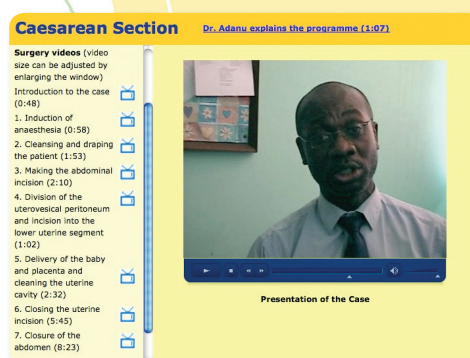 Caesarean Section
Dr. Adanu explains the programme (1:07)
Surgery videos (video
size can be adjusted by
enlarging the window)
Introduction to the case
(0:48)
1. Induction of
anaesthesia (0:58)
2. Cleansing and draping
the patient (1:53)
3. Making the abdominal
incision (2:10)
4. Division of the
uterovesical peritoneum
and incision into the
lower uterine segment
(1:02)
5. Delivery of the baby
and placenta and
cleaning the uterine
cavity (2:32)
6. Closing the uterine
incision (5:45)
7. Closure of the
abdomen (8:23)
Presentation of the Case